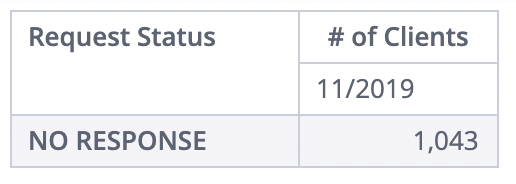 Request Status # of Clients
11/2019
NO RESPONSE 1,043